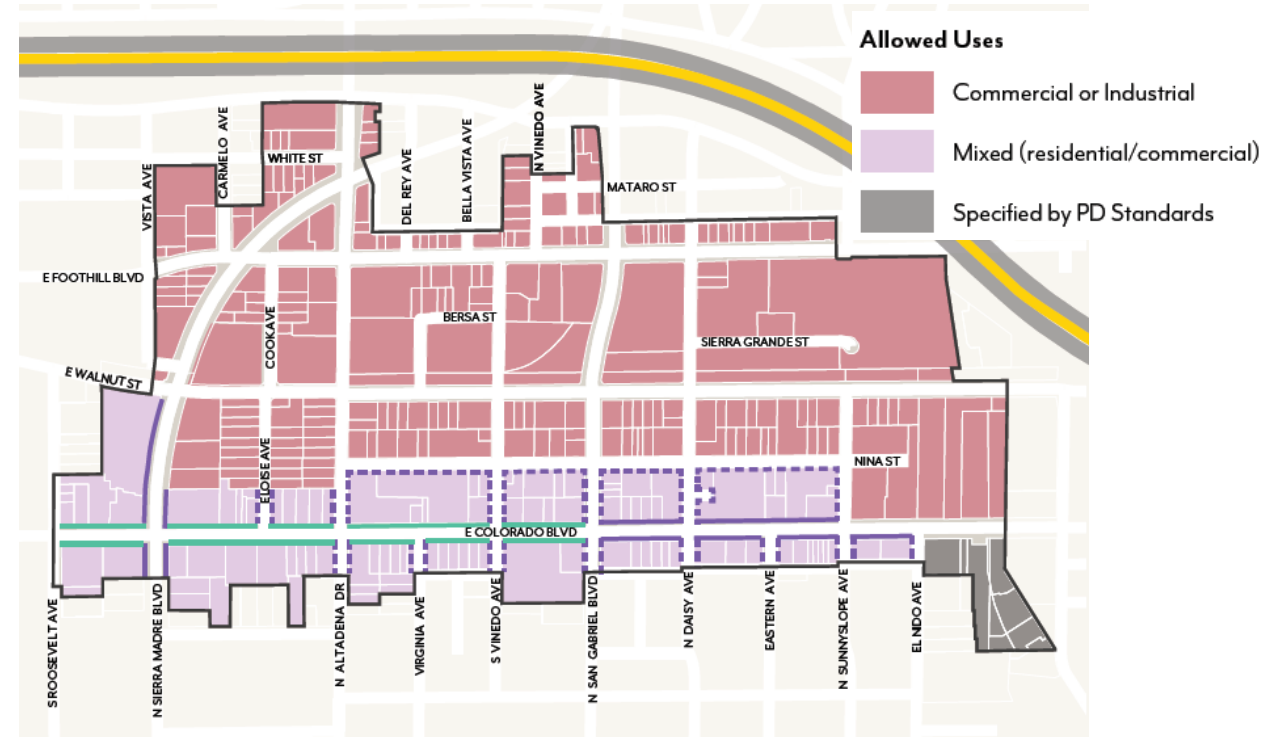 Allowed Uses
Commercial or Industrial
Mixed (residential/commercial)
Specified by PD Standards
VISTA AVE
CARMELO AVE
WHITE ST
DEL REY AVE
BELLA VISTA AVE
N VINEDO AVE
MATARO ST
E FOOTHILL BLVD
COOK AVE
BERSA ST
SIERRA GRANDE ST
E WALNUT ST
ELOISE AVE
NINA ST
E COLORADO BLVD
S ROOSEVELT AVE
N SIERRA MADRE BLVD
N ALTADENA DR
VIRGINIA AVE
S VINEDO AVE
N SAN GABRIEL BLVD
N DAISY AVE
EASTERN AVE
N SUNNYSLOPE AVE
EL NIDO AVE